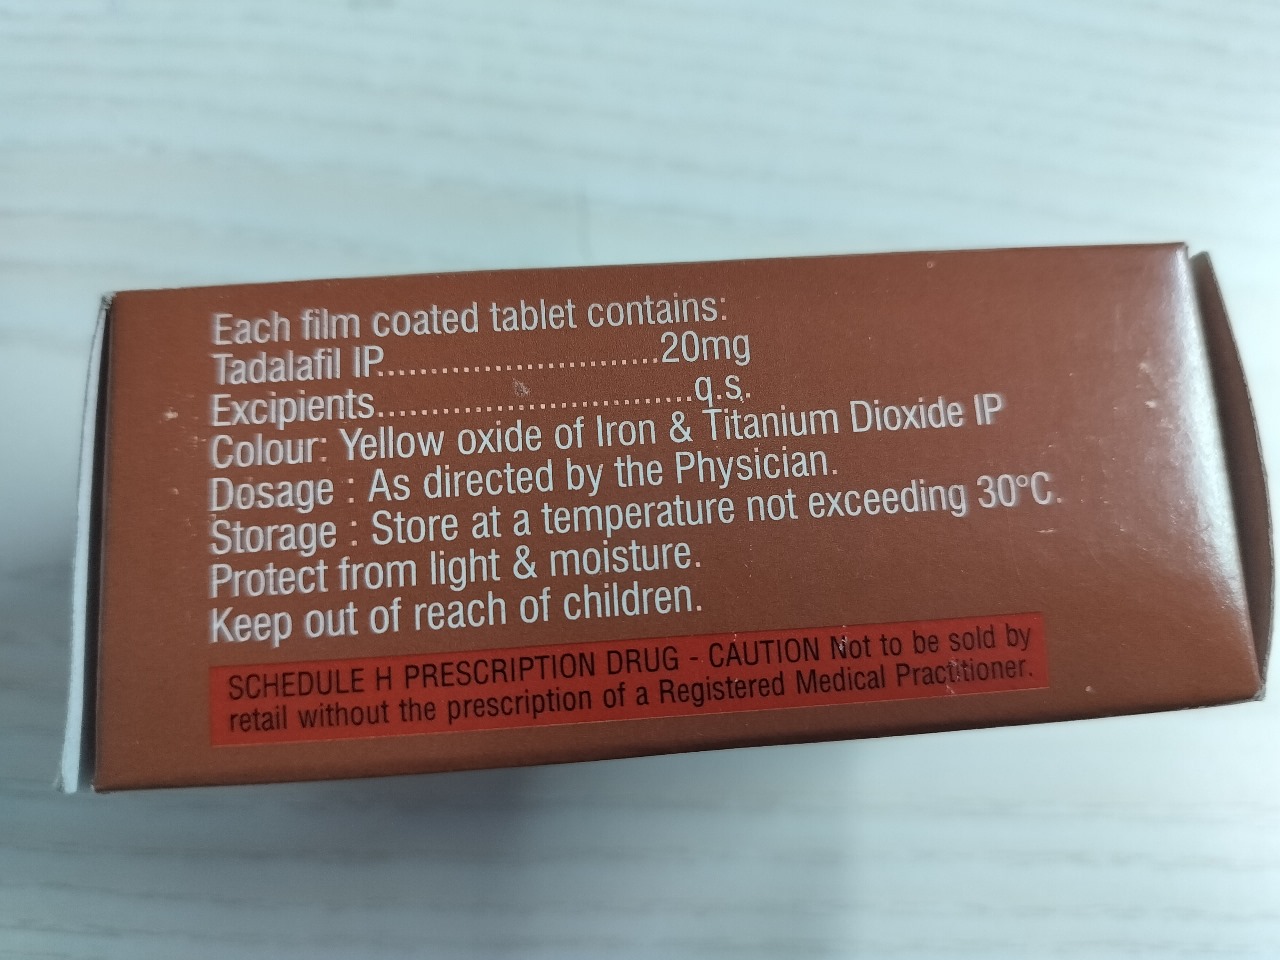 Each film coated tablet contains:
Tadalafil IP..........................20mg
Excipients...............................q.s.
Colour: Yellow oxide of Iron & Titanium Dioxide IP
Dosage : As directed by the Physician.
Storage : Store at a temperature not exceeding 30°C.
Protect from light & moisture.
Keep out of reach of children.
SCHEDULE H PRESCRIPTION DRUG - CAUTION Not to be sold by
retail without the prescription of a Registered Medical Practitioner.